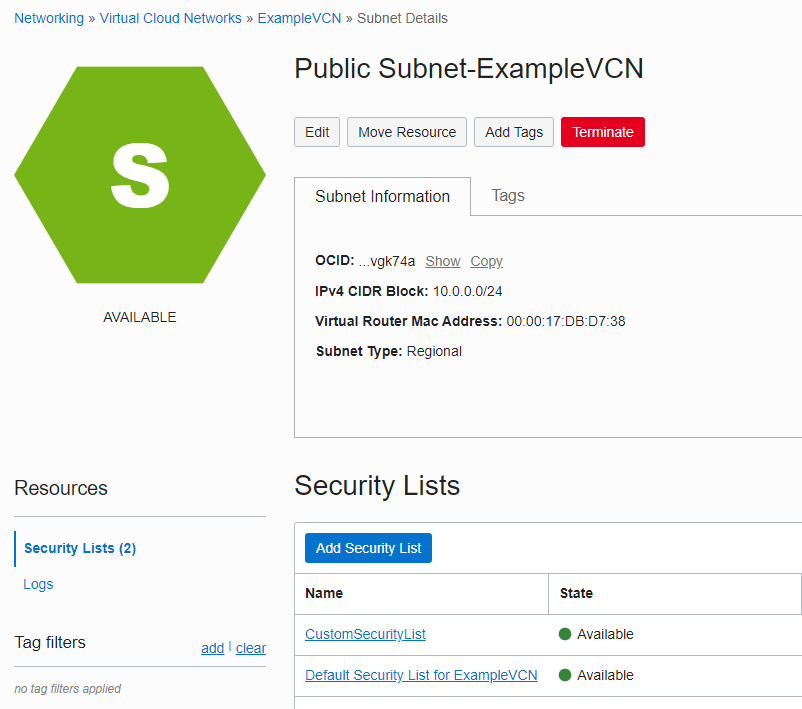 Networking » Virtual Cloud Networks » ExampleVCN » Subnet Details
s
AVAILABLE
Public Subnet-ExampleVCN
Edit Move Resource Add Tags Terminate
Subnet Information Tags
OCID: ...vgk74a Show Copy
IPv4 CIDR Block: 10.0.0.0/24
Virtual Router Mac Address: 00:00:17:DB:D7:38
Subnet Type: Regional
Resources
Security Lists (2)
Logs
Tag filters add | clear
no tag filters applied
Security Lists
Add Security List
Name State
CustomSecurityList Available
Default Security List for ExampleVCN Available